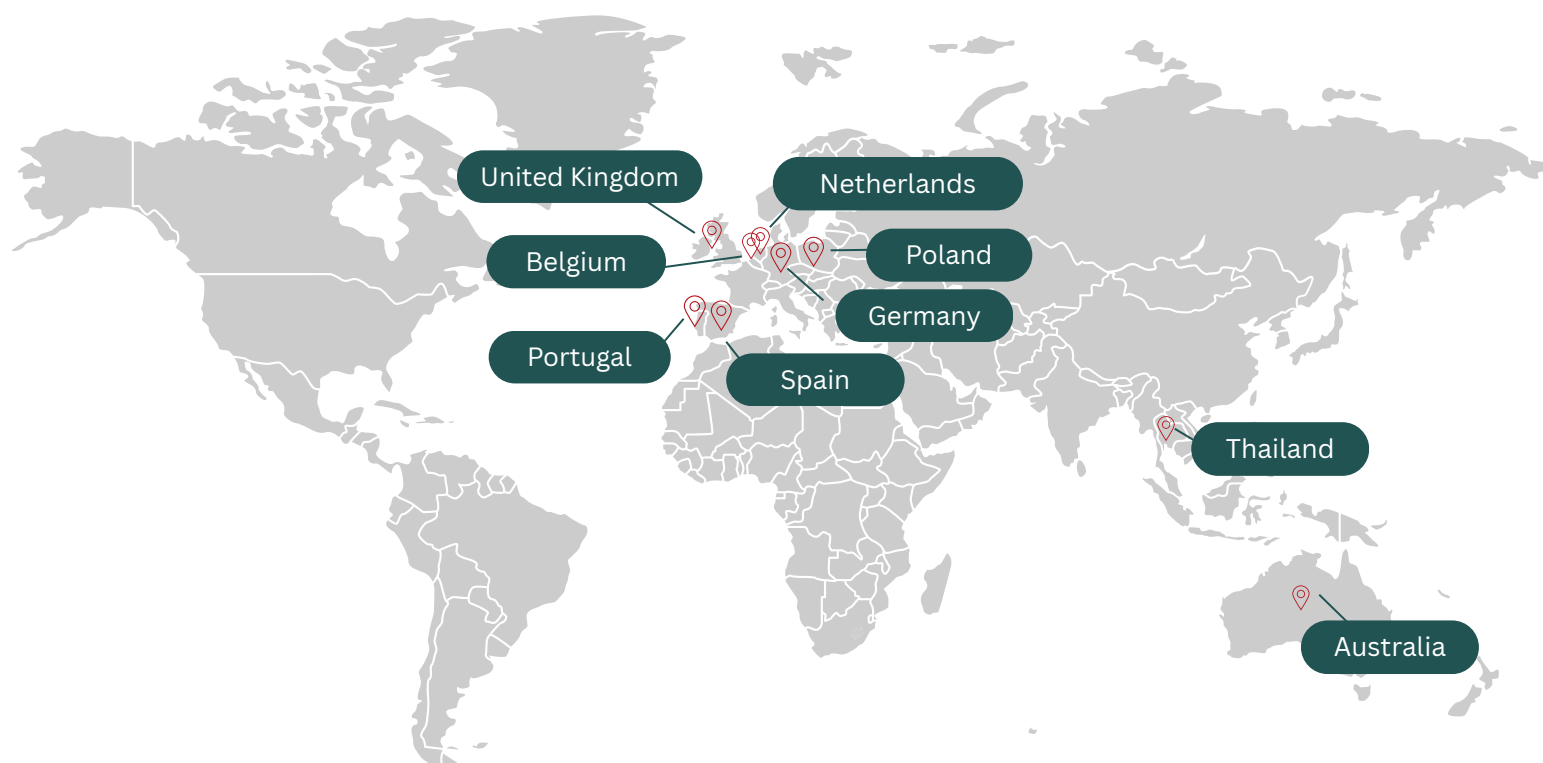 United Kingdom
Netherlands
Belgium
Poland
Germany
Portugal
Spain
Thailand
Australia